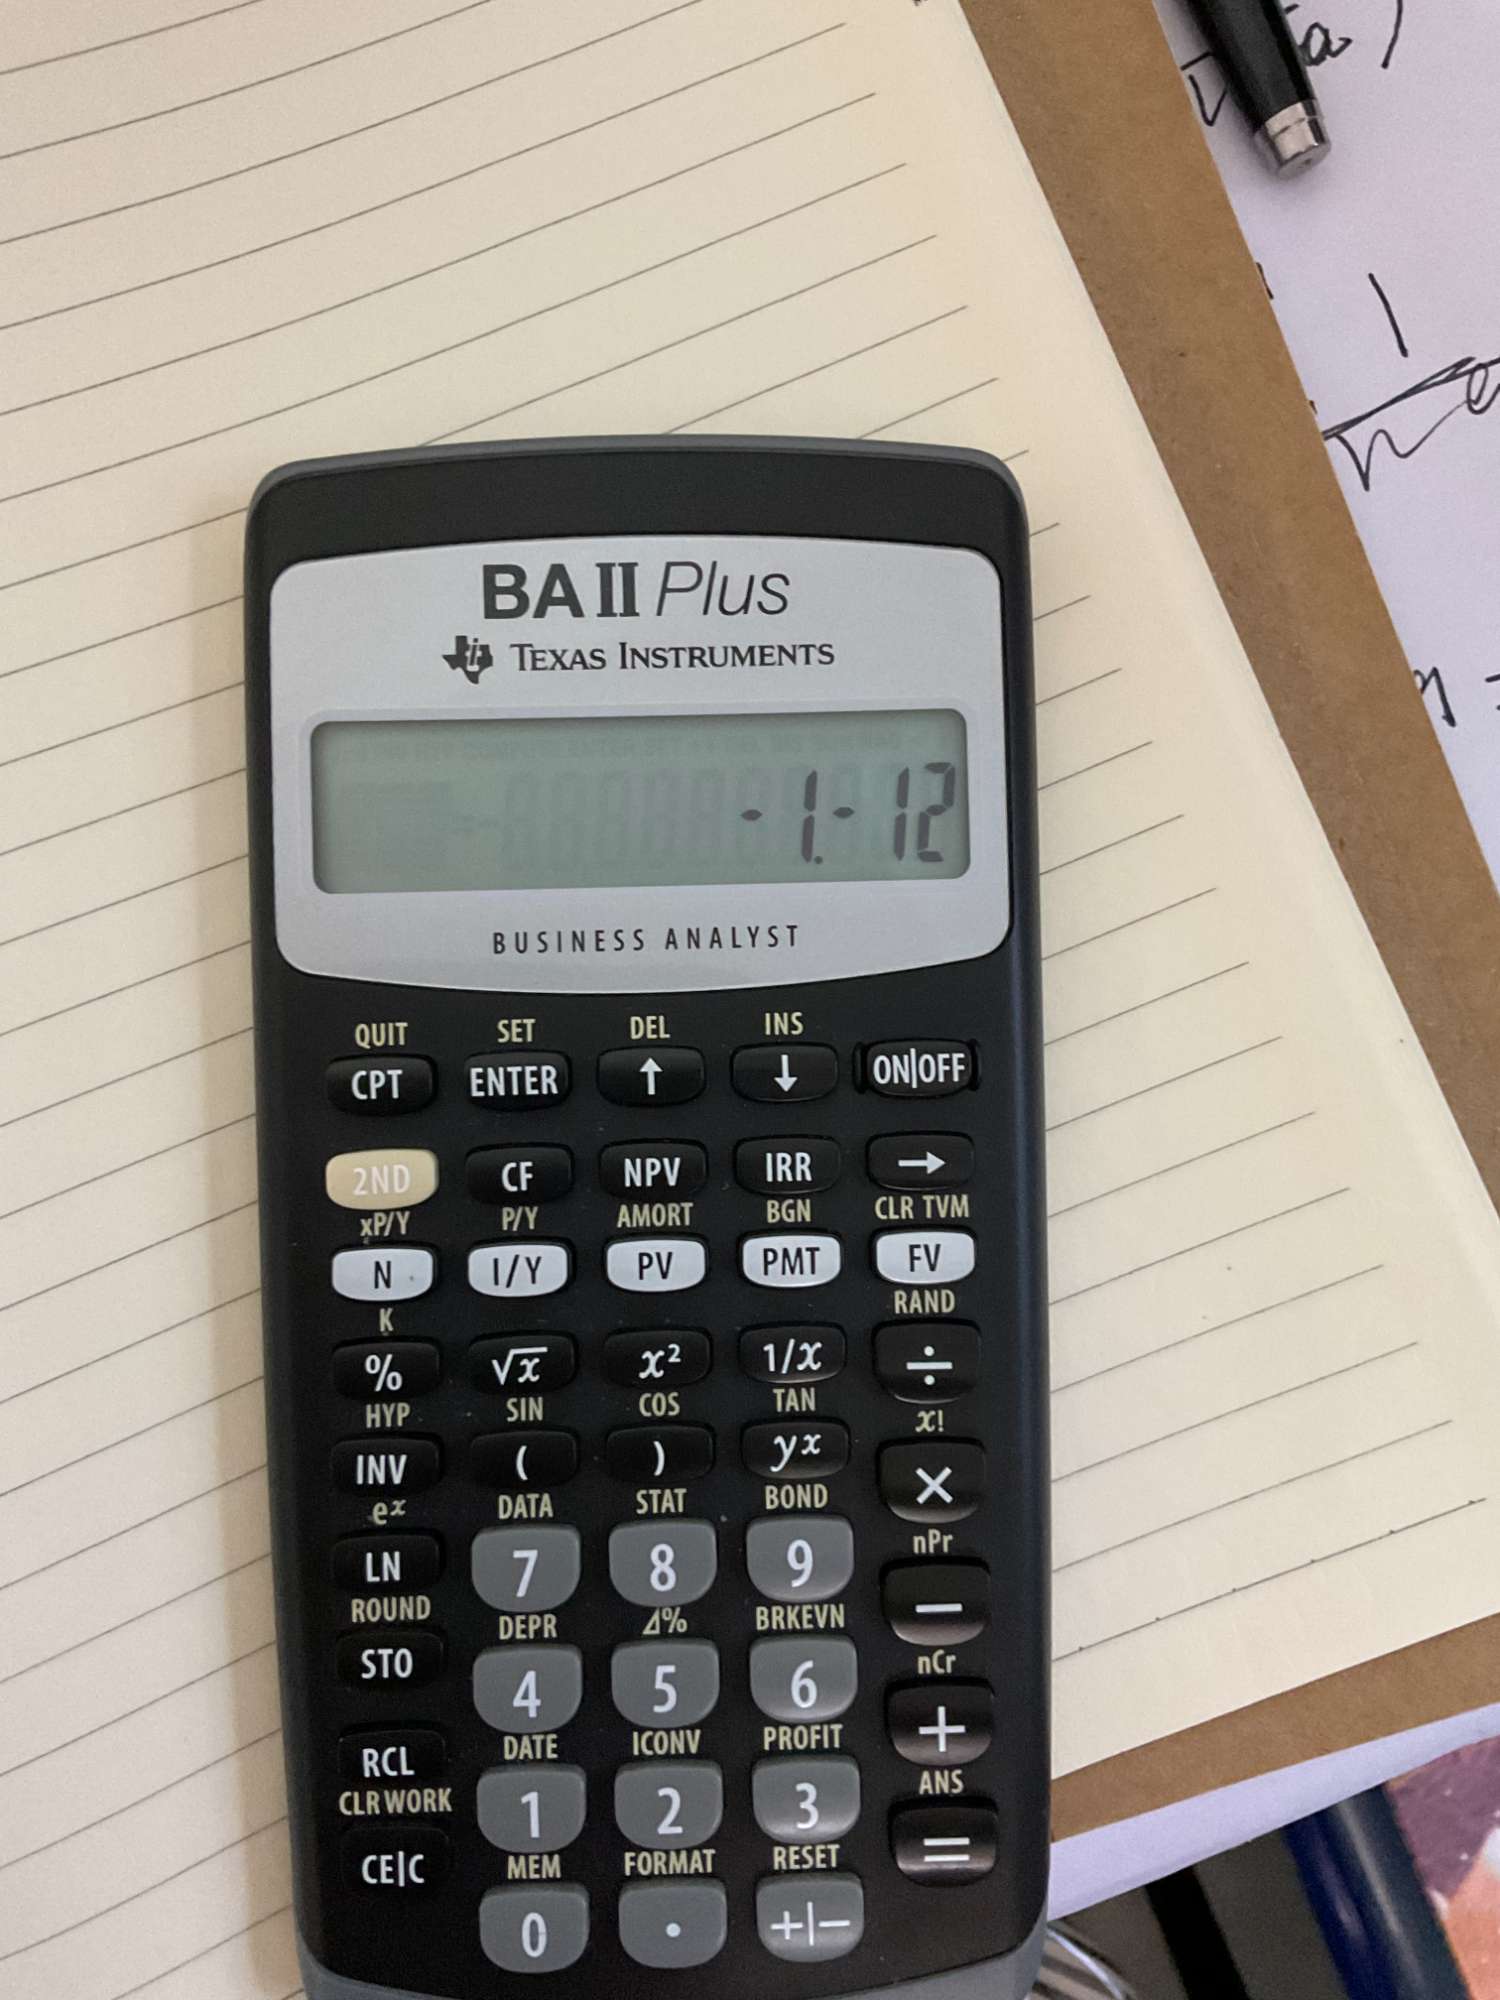 BA II Plus
TEXAS INSTRUMENTS
-1.-12
BUSINESS ANALYST
QUIT SET DEL INS
CPT ENTER ↑ ↓ ON|OFF
2ND CF NPV IRR →
xP/Y P/Y AMORT BGN CLR TVM
N I/Y PV PMT FV
K RAND
% √x x² 1/x ÷
HYP SIN COS TAN x!
INV ( ) yˣ ×
eˣ DATA STAT BOND nPr
LN 7 8 9 −
ROUND DEPR Δ% BRKEVN nCr
STO 4 5 6 +
DATE ICONV PROFIT ANS
RCL 1 2 3 =
CLR WORK MEM FORMAT RESET
CE|C 0 . +|−